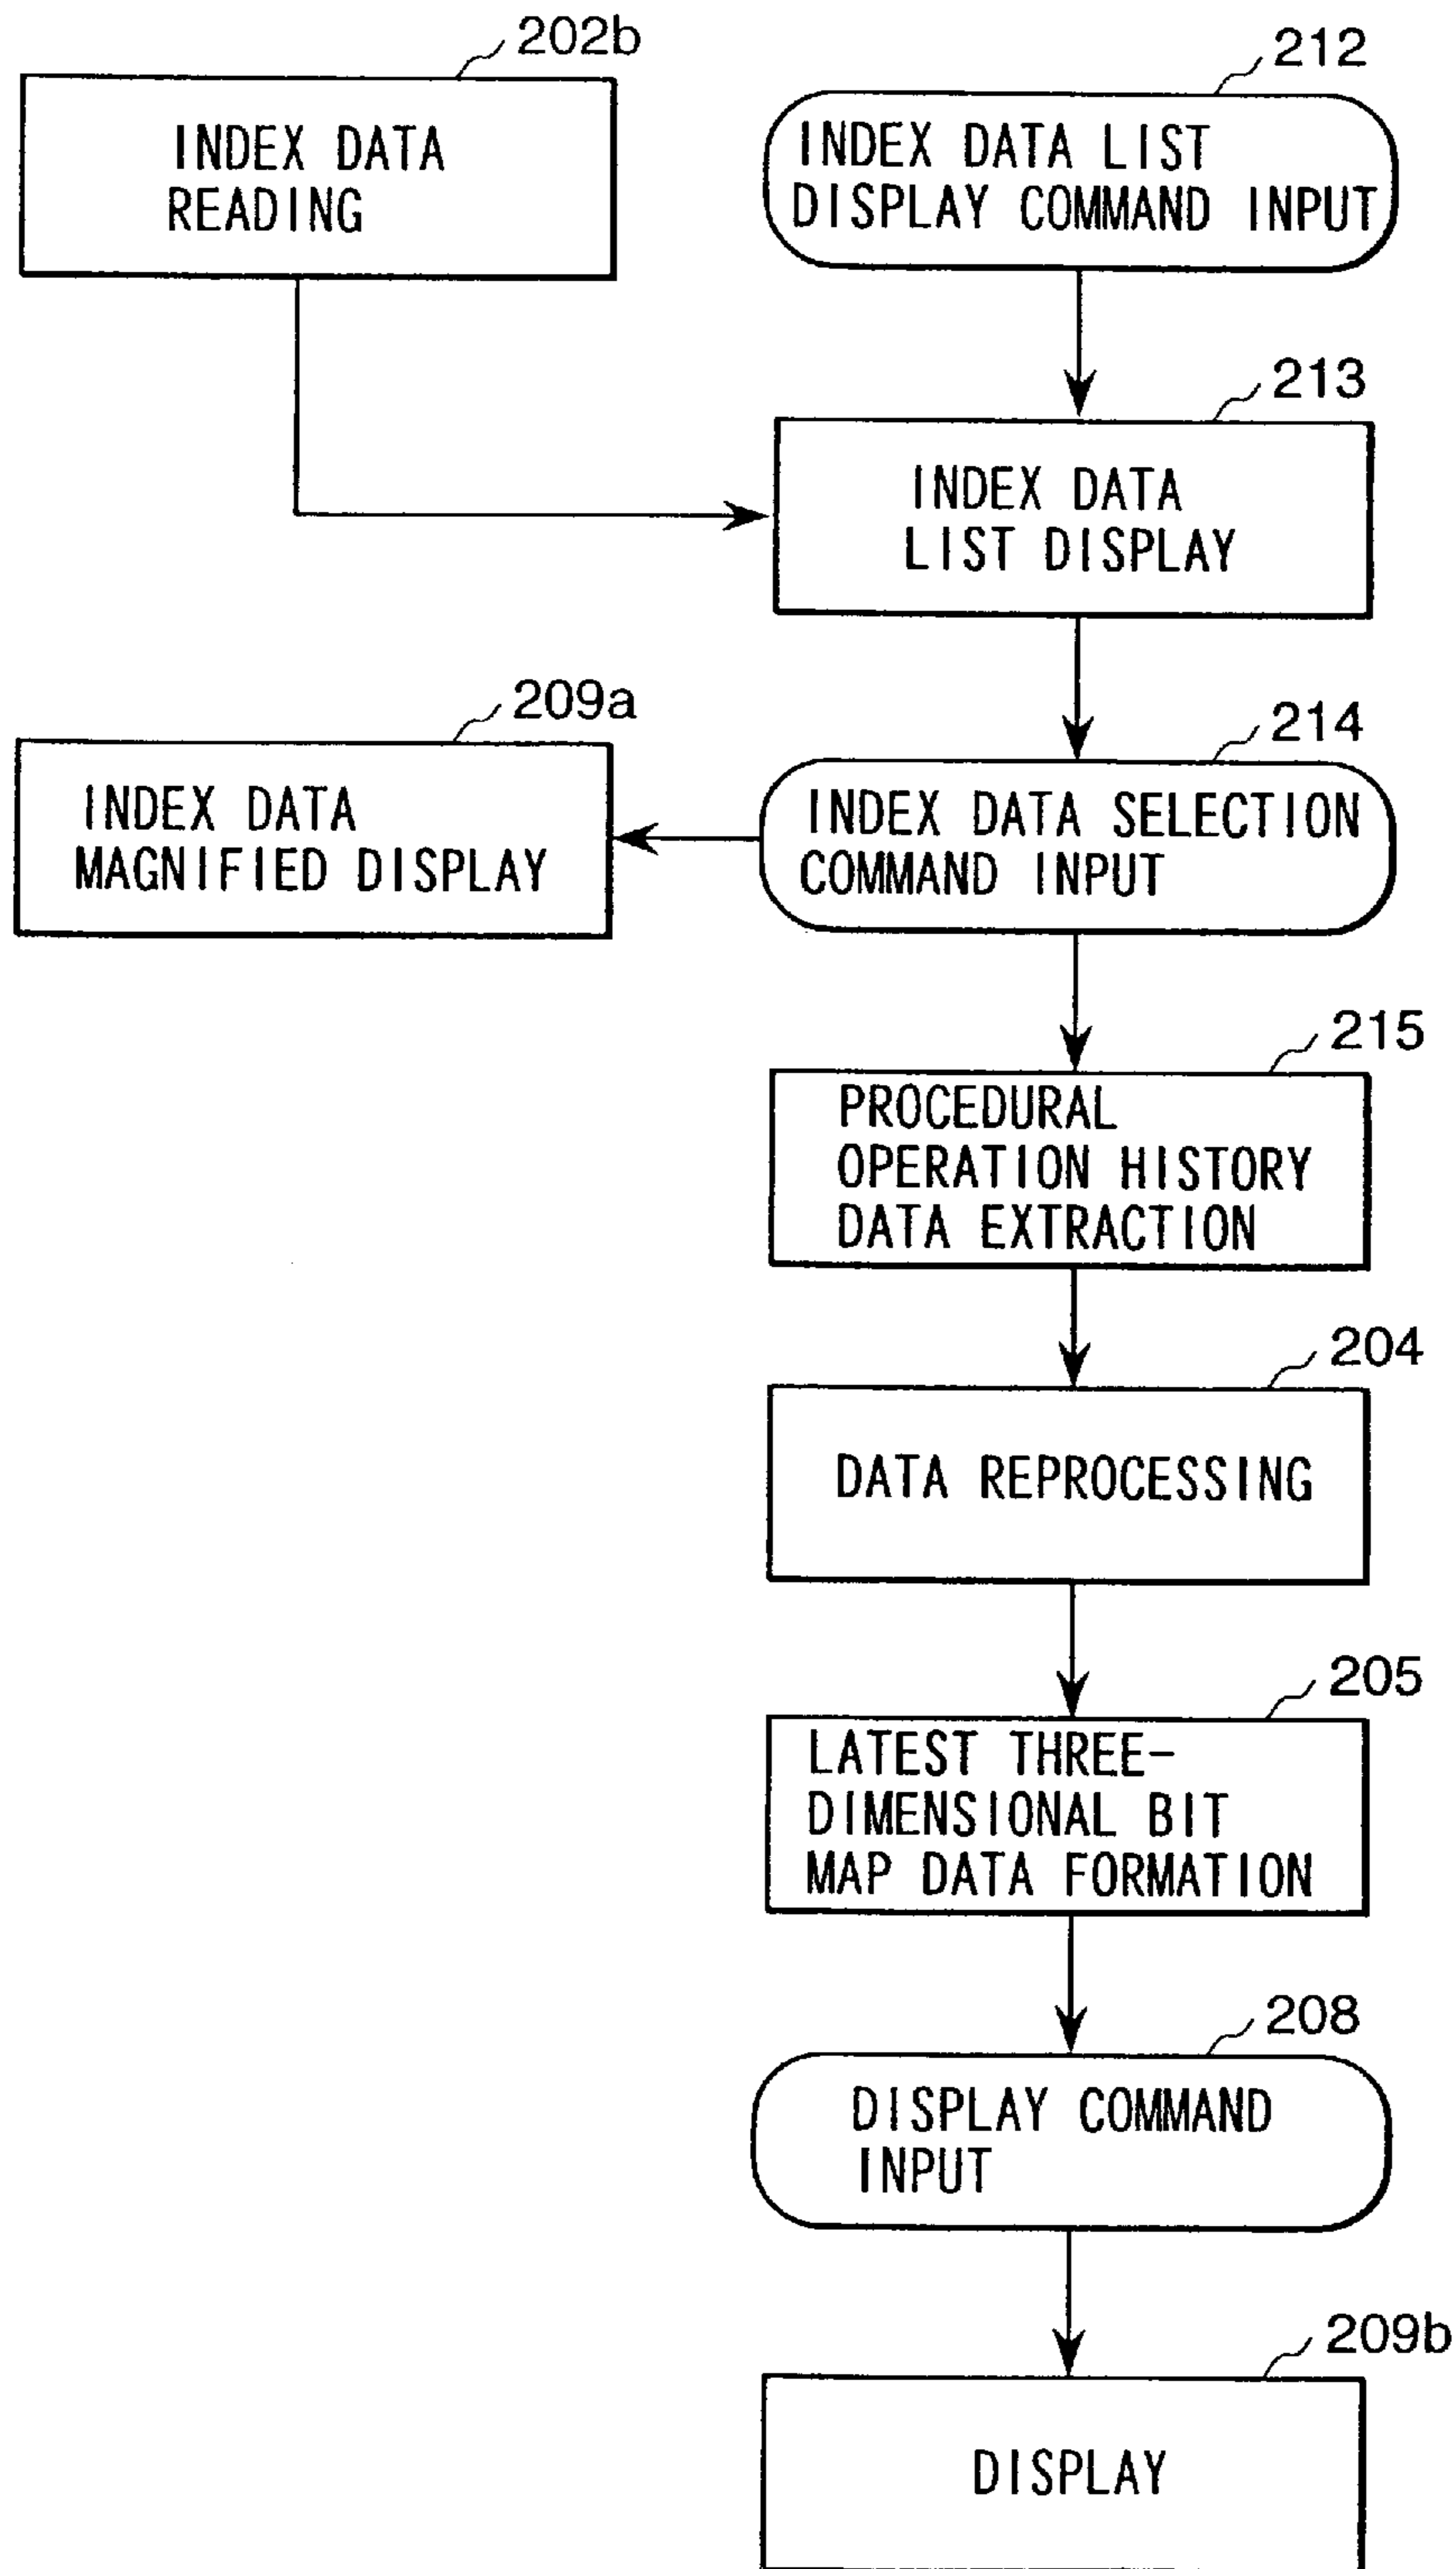 202b
INDEX DATA
READING
212
INDEX DATA LIST
DISPLAY COMMAND INPUT
213
INDEX DATA
LIST DISPLAY
209a
INDEX DATA
MAGNIFIED DISPLAY
214
INDEX DATA SELECTION
COMMAND INPUT
215
PROCEDURAL
OPERATION HISTORY
DATA EXTRACTION
204
DATA REPROCESSING
205
LATEST THREE-
DIMENSIONAL BIT
MAP DATA FORMATION
208
DISPLAY COMMAND
INPUT
209b
DISPLAY